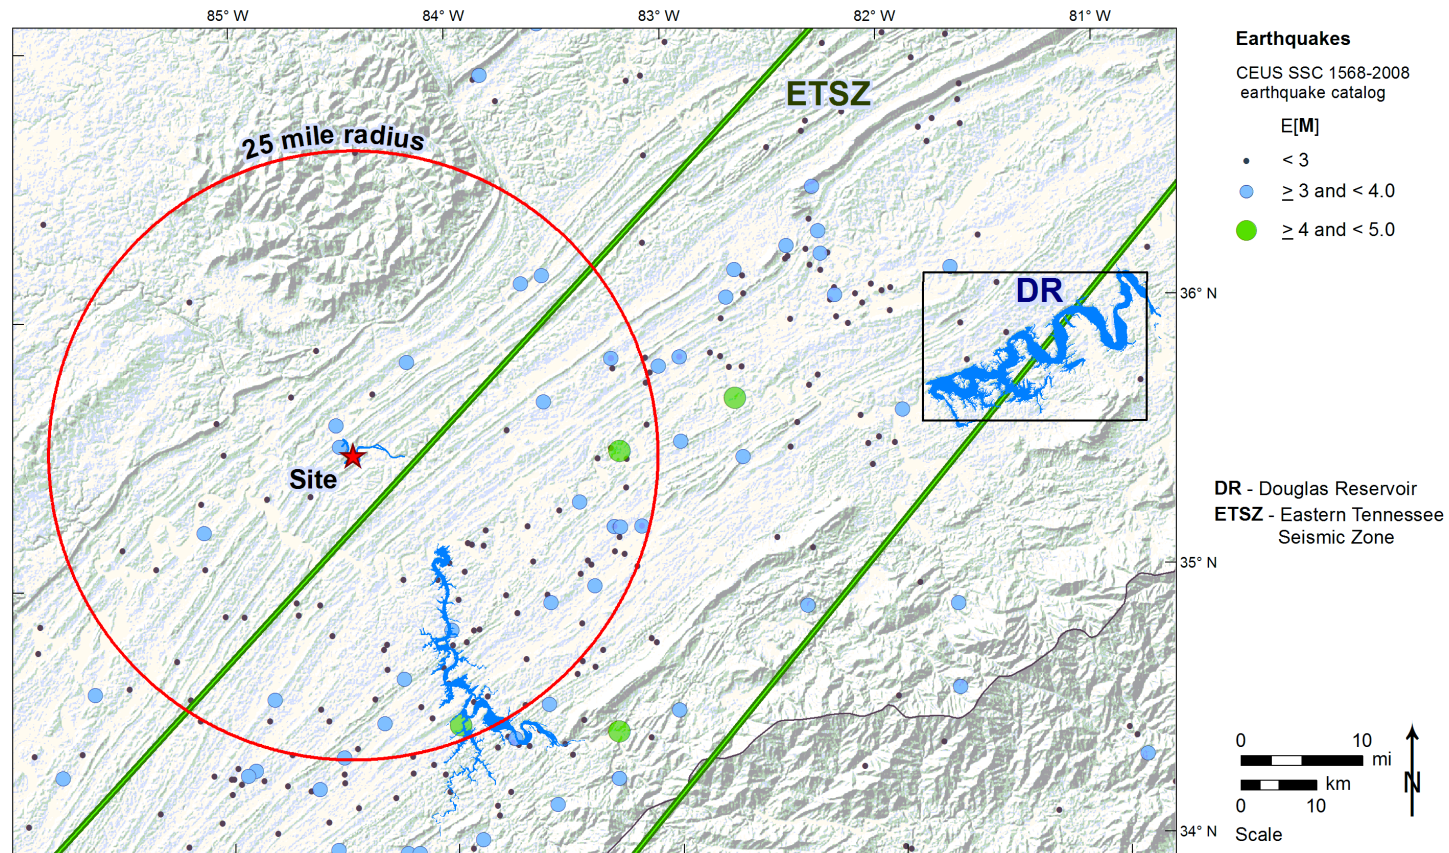 85° W
84° W
83° W
82° W
81° W
ETSZ
25 mile radius
DR
Site
36° N
35° N
34° N
Earthquakes
CEUS SSC 1568-2008
earthquake catalog
E[M]
< 3
≥ 3 and < 4.0
≥ 4 and < 5.0
DR - Douglas Reservoir
ETSZ - Eastern Tennessee
Seismic Zone
0 10
mi
km
0 10
Scale
N